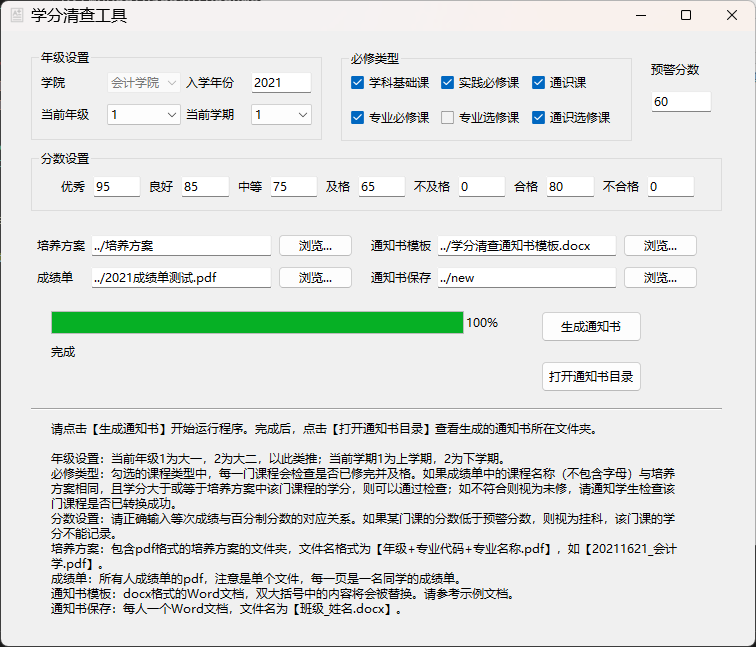 学分清查工具
年级设置
学院 会计学院 入学年份 2021
当前年级 1 当前学期 1
必修类型
学科基础课 实践必修课 通识课
专业必修课 专业选修课 通识选修课
预警分数
60
分数设置
优秀 95 良好 85 中等 75 及格 65 不及格 0 合格 80 不合格 0
培养方案 ../培养方案 浏览... 通知书模板 ../学分清查通知书模板.docx 浏览...
成绩单 ../2021成绩单测试.pdf 浏览... 通知书保存 ../new 浏览...
100% 生成通知书
完成
打开通知书目录
请点击【生成通知书】开始运行程序。完成后，点击【打开通知书目录】查看生成的通知书所在文件夹。
年级设置：当前年级1为大一，2为大二，以此类推；当前学期1为上学期，2为下学期。
必修类型：勾选的课程类型中，每一门课程会检查是否已修完并及格。如果成绩单中的课程名称（不包含字母）与培养
方案相同，且学分大于或等于培养方案中该门课程的学分，则可以通过检查；如不符合则视为未修，请通知学生检查该
门课程是否已转换成功。
分数设置：请正确输入等次成绩与百分制分数的对应关系。如果某门课的分数低于预警分数，则视为挂科，该门课的学
分不能记录。
培养方案：包含pdf格式的培养方案的文件夹，文件名格式为【年级+专业代码+专业名称.pdf】，如【20211621_会计
学.pdf】。
成绩单：所有人成绩单的pdf，注意是单个文件，每一页是一名同学的成绩单。
通知书模板：docx格式的Word文档，双大括号中的内容将会被替换。请参考示例文档。
通知书保存：每人一个Word文档，文件名为【班级_姓名.docx】。